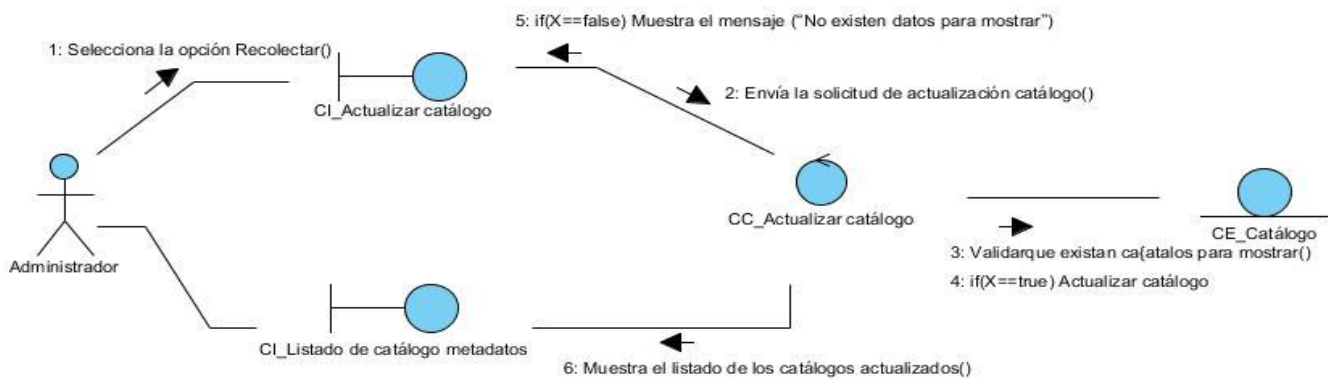 5: if(X==false) Muestra el mensaje ("No existen datos para mostrar")
1: Selecciona la opción Recolectar()
2: Envía la solicitud de actualización catálogo()
CI_Actualizar catálogo
CC_Actualizar catálogo
CE_Catálogo
3: Validarque existan ca{atalos para mostrar()
Administrador
4: if(X==true) Actualizar catálogo
CI_Listado de catálogo metadatos
6: Muestra el listado de los catálogos actualizados()